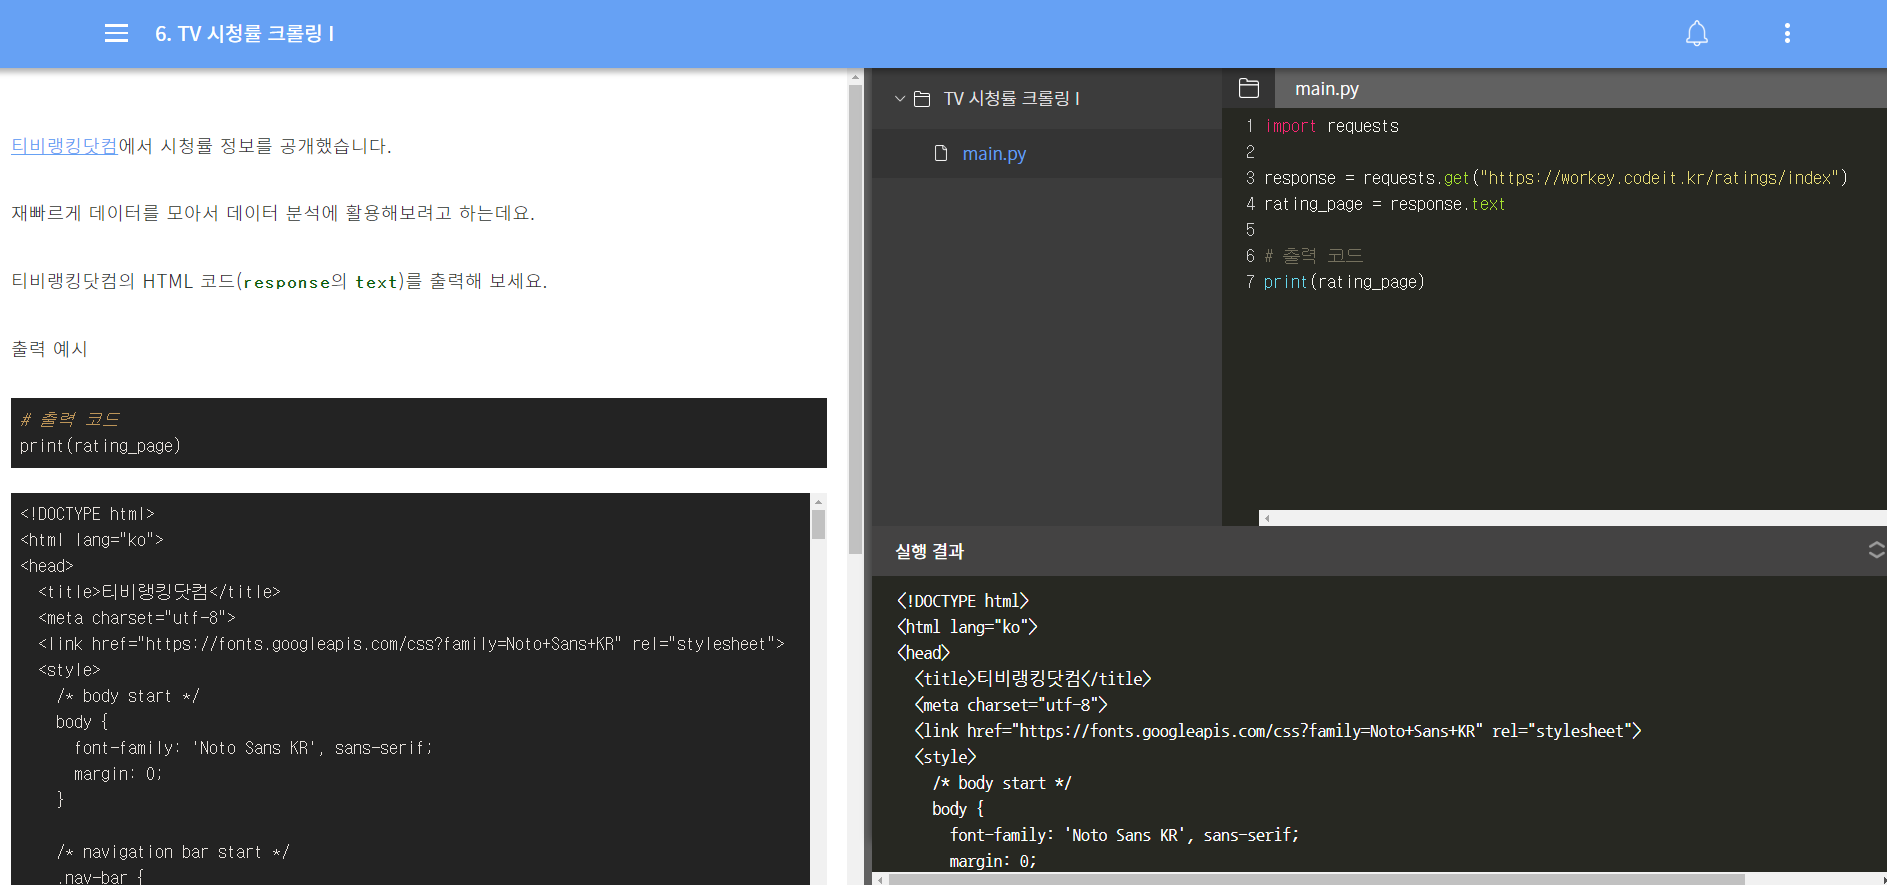 6. TV 시청률 크롤링 I
티비랭킹닷컴에서 시청률 정보를 공개했습니다.
재빠르게 데이터를 모아서 데이터 분석에 활용해보려고 하는데요.
티비랭킹닷컴의 HTML 코드(response의 text)를 출력해 보세요.
출력 예시
# 출력 코드
print(rating_page)
<!DOCTYPE html>
<html lang="ko">
<head>
  <title>티비랭킹닷컴</title>
  <meta charset="utf-8">
  <link href="https://fonts.googleapis.com/css?family=Noto+Sans+KR" rel="stylesheet">
  <style>
    /* body start */
    body {
      font-family: 'Noto Sans KR', sans-serif;
      margin: 0;
    }
    /* navigation bar start */
    .nav-bar {
TV 시청률 크롤링 I
main.py
main.py
1 import requests
2
3 response = requests.get("https://workey.codeit.kr/ratings/index")
4 rating_page = response.text
5
6 # 출력 코드
7 print(rating_page)
실행 결과
<!DOCTYPE html>
<html lang="ko">
<head>
  <title>티비랭킹닷컴</title>
  <meta charset="utf-8">
  <link href="https://fonts.googleapis.com/css?family=Noto+Sans+KR" rel="stylesheet">
  <style>
    /* body start */
    body {
      font-family: 'Noto Sans KR', sans-serif;
      margin: 0;